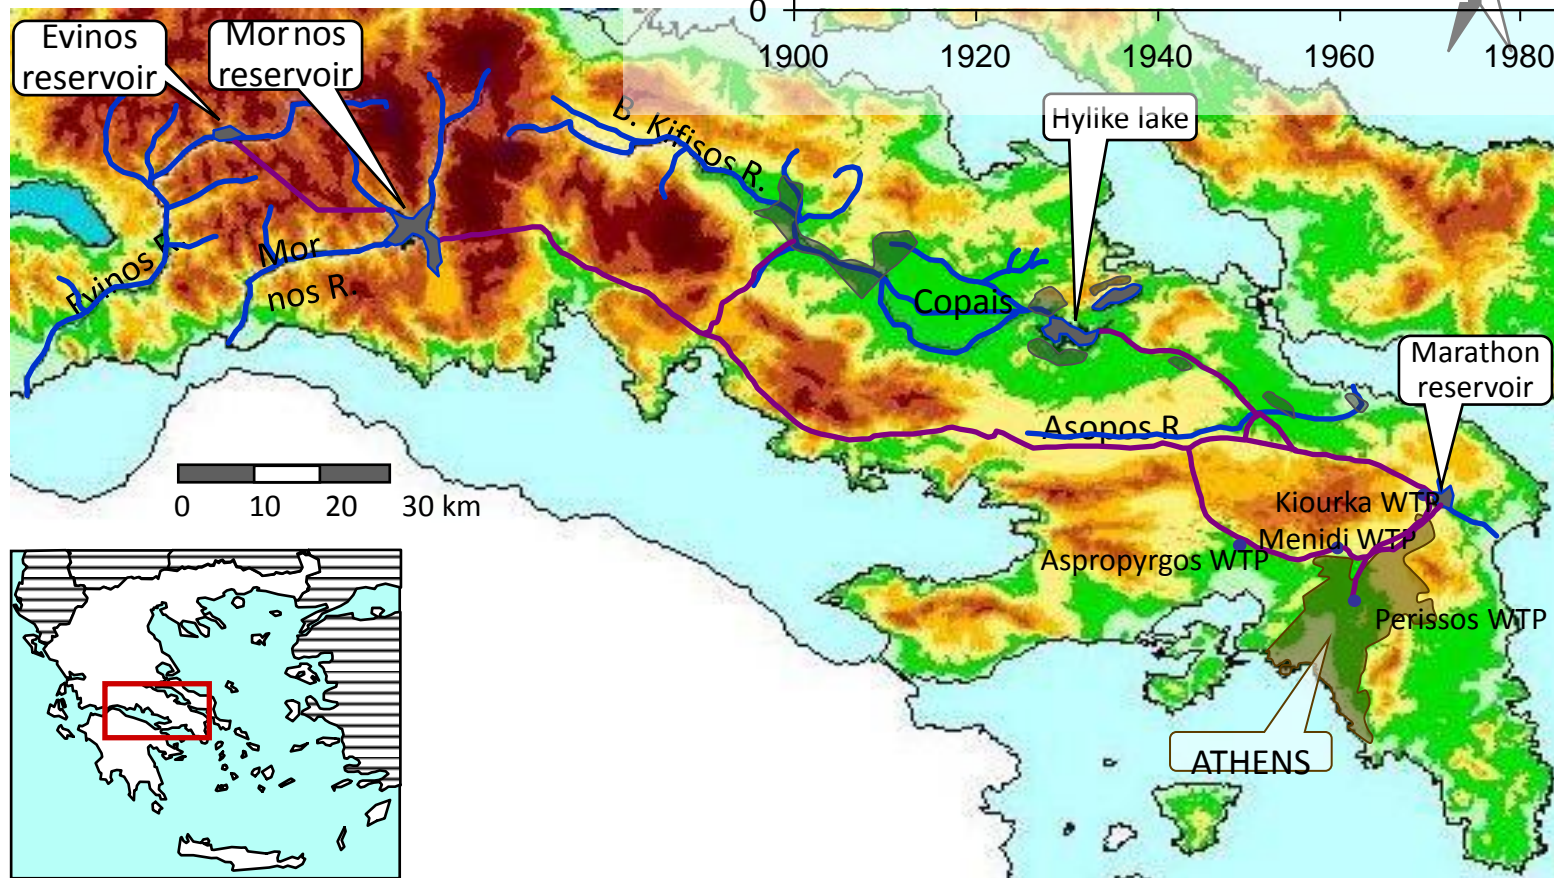 0
1900 1920 1940 1960 1980
Evinos
reservoir
Mornos
reservoir
B. Kifisos R.
Hylike lake
Evinos R.
Mor
nos R.
Copais
Marathon
reservoir
Asopos R.
0 10 20 30 km
Kiourka WTP
Menidi WTP
Aspropyrgos WTP
Perissos WTP
ATHENS